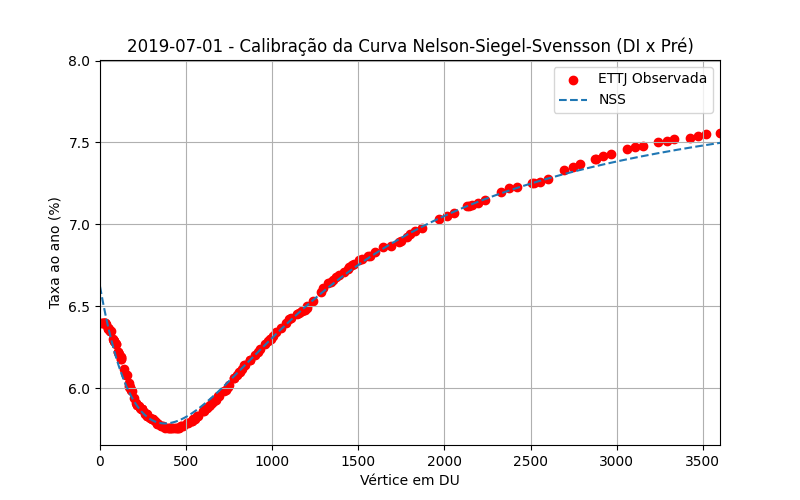 2019-07-01 - Calibração da Curva Nelson-Siegel-Svensson (DI x Pré)
8.0
7.5
7.0
6.5
6.0
Taxa ao ano (%)
ETTJ Observada
NSS
0 500 1000 1500 2000 2500 3000 3500
Vértice em DU